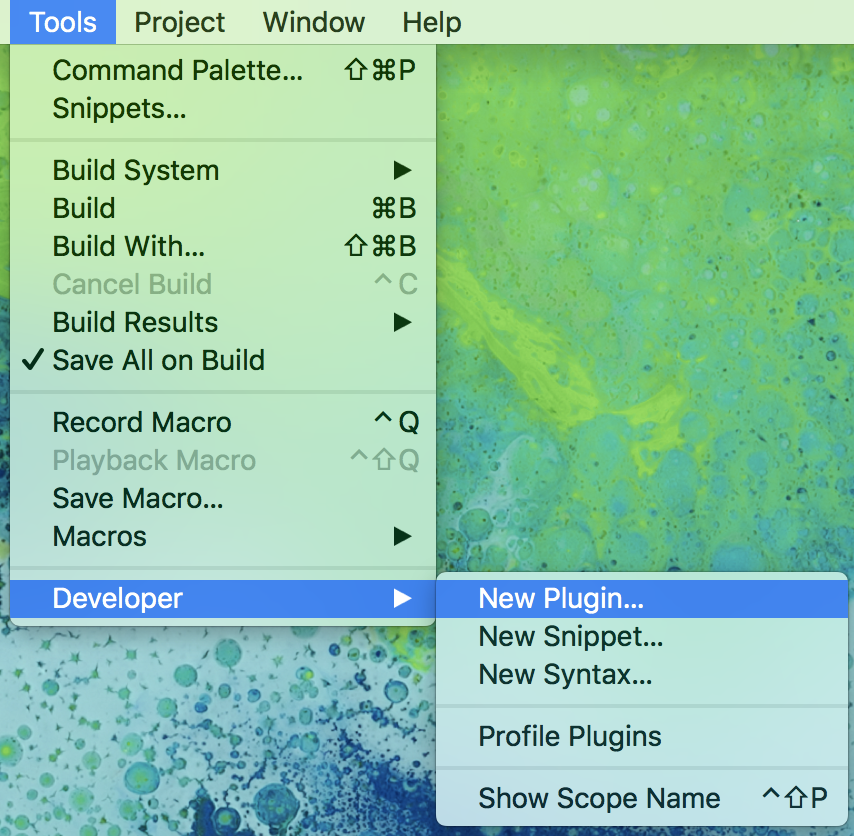 Tools Project Window Help
Command Palette... ⇧⌘P
Snippets...
Build System ▶
Build ⌘B
Build With... ⇧⌘B
Cancel Build ^C
Build Results ▶
✓ Save All on Build
Record Macro ^Q
Playback Macro ^⇧Q
Save Macro...
Macros ▶
Developer ▶
New Plugin...
New Snippet...
New Syntax...
Profile Plugins
Show Scope Name ^⇧P